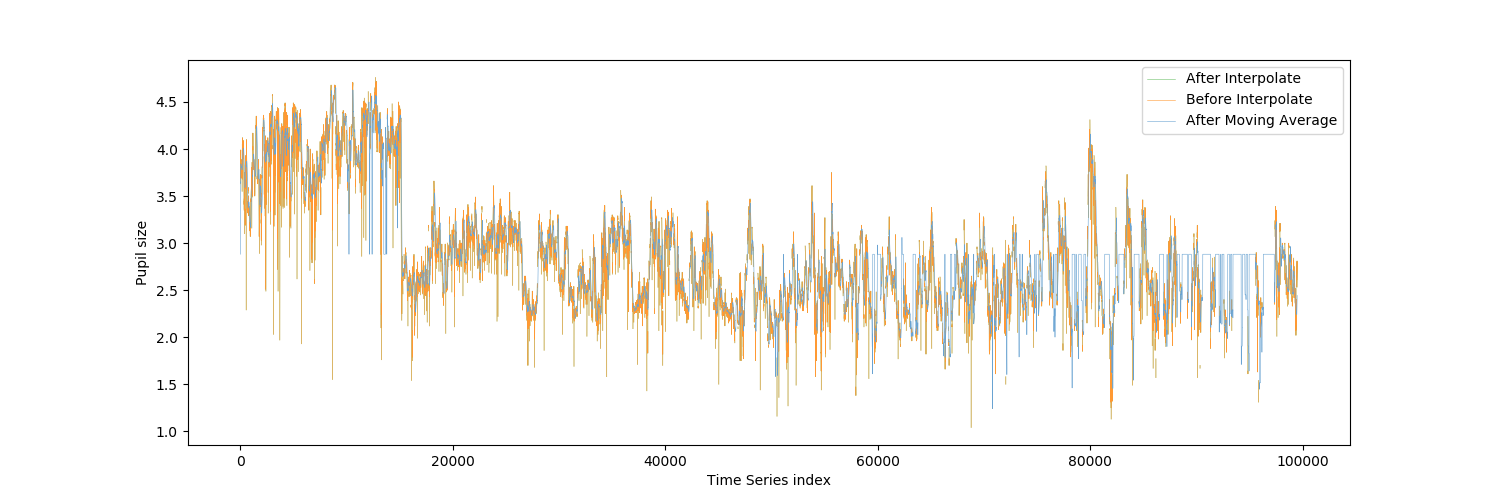 After Interpolate
Before Interpolate
After Moving Average
4.5
4.0
3.5
3.0
2.5
2.0
1.5
1.0
Pupil size
0
20000
40000
60000
80000
100000
Time Series index